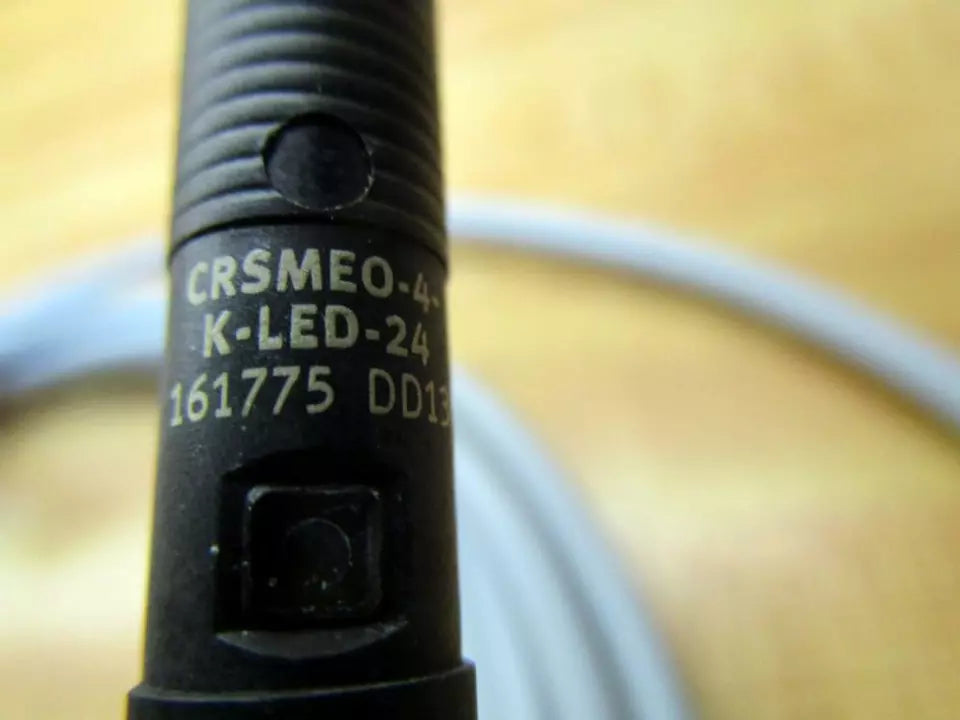 CRSMEO-4-
K-LED-24
161775 DD13